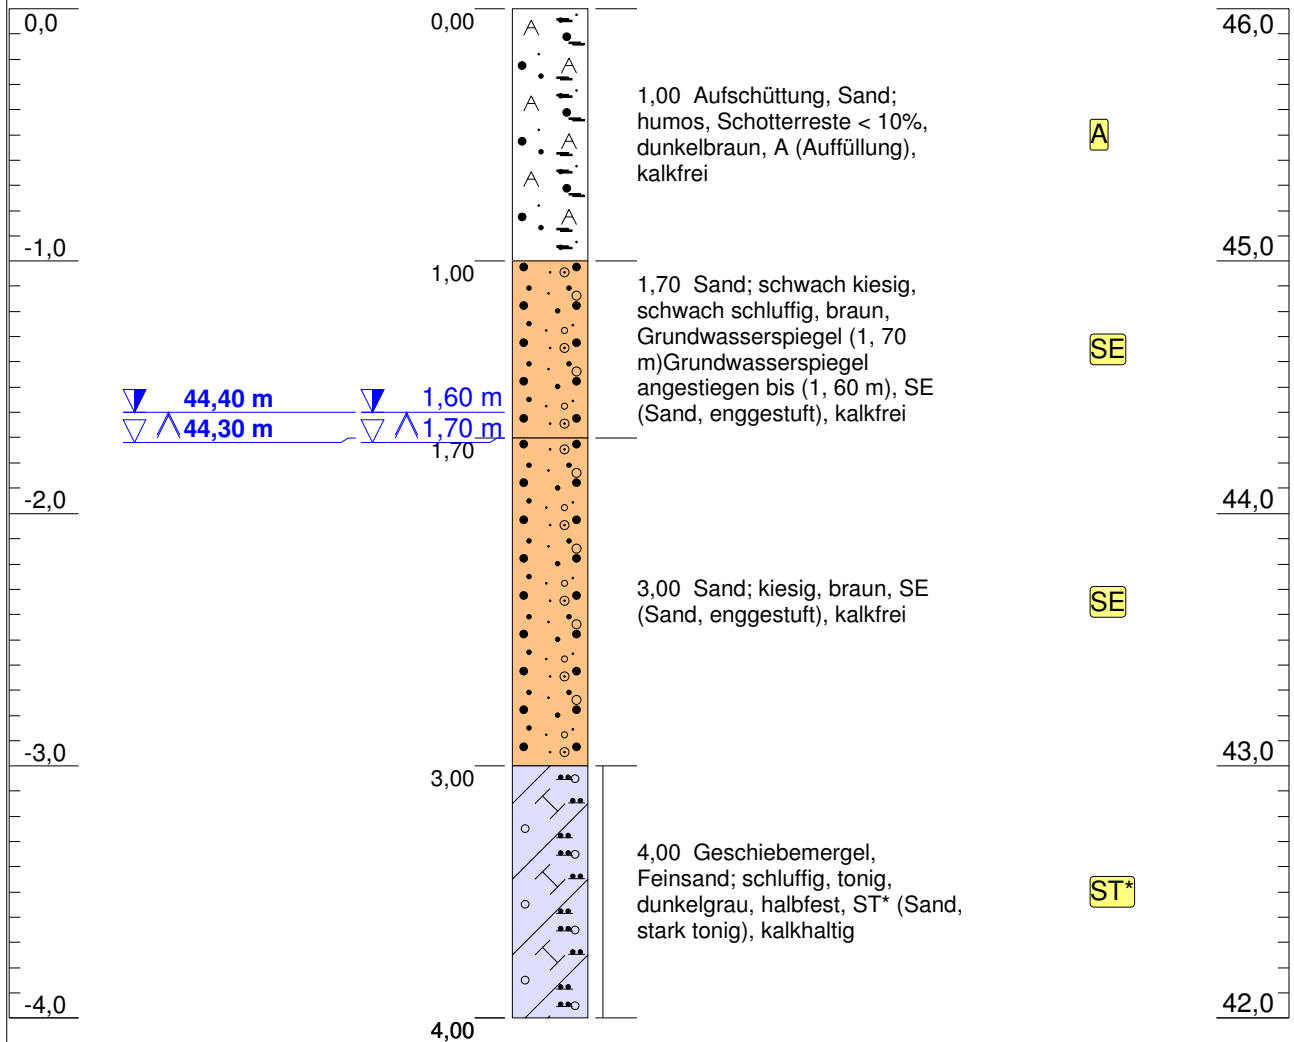 0,0
0,00
46,0
1,00 Aufschüttung, Sand;
humos, Schotterreste < 10%,
dunkelbraun, A (Auffüllung),
kalkfrei
A
-1,0
1,00
45,0
1,70 Sand; schwach kiesig,
schwach schluffig, braun,
Grundwasserspiegel (1, 70
m)Grundwasserspiegel
angestiegen bis (1, 60 m), SE
(Sand, enggestuft), kalkfrei
SE
44,40 m
1,60 m
44,30 m
1,70 m
1,70
-2,0
44,0
3,00 Sand; kiesig, braun, SE
(Sand, enggestuft), kalkfrei
SE
-3,0
3,00
43,0
4,00 Geschiebemergel,
Feinsand; schluffig, tonig,
dunkelgrau, halbfest, ST* (Sand,
stark tonig), kalkhaltig
ST*
-4,0
4,00
42,0